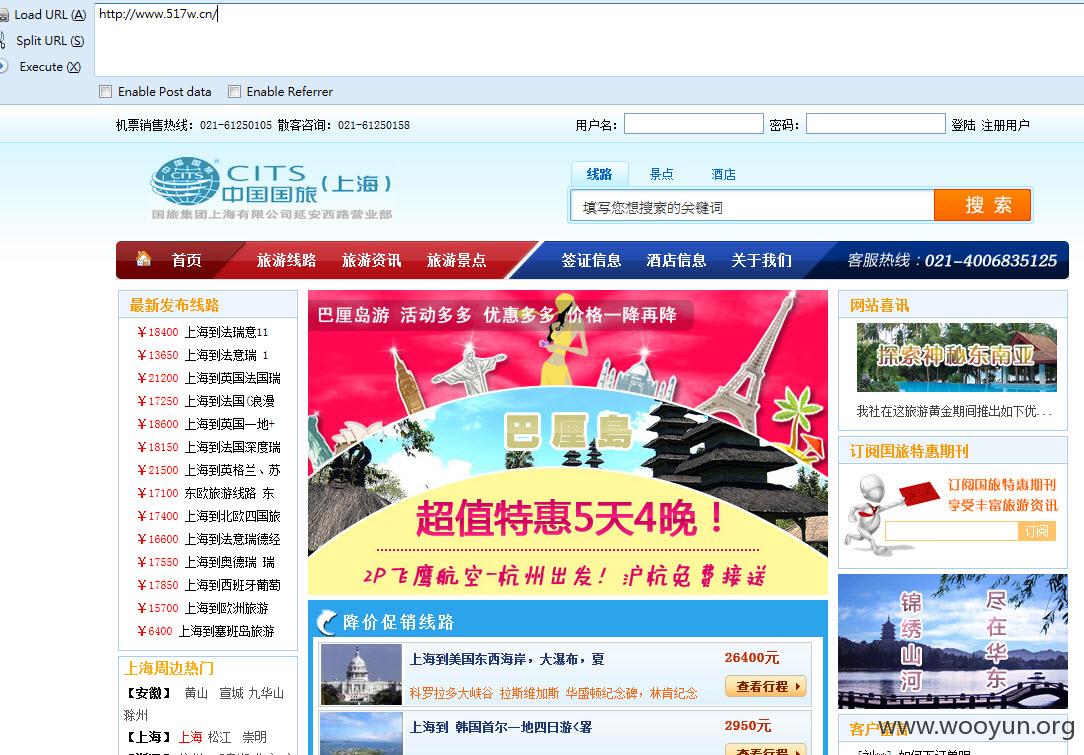 Load URL (A)
http://www.517w.cn/
Split URL (S)
Execute (X)
Enable Post data
Enable Referrer
机票销售热线：021-61250105 散客咨询：021-61250158
用户名：
密码：
登陆 注册用户
CITS
中国国旅(上海)
国旅集团上海有限公司延安西路营业部
线路 景点 酒店
填写您想搜索的关键词
搜 索
首页 旅游线路 旅游资讯 旅游景点 签证信息 酒店信息 关于我们
客服热线：021-4006835125
最新发布线路
￥18400 上海到法瑞意11
￥13650 上海到法意瑞 1
￥21200 上海到英国法国瑞
￥17250 上海到法国(浪漫
￥18600 上海到英国一地+
￥18150 上海到法国深度瑞
￥21500 上海到英格兰、苏
￥17100 东欧旅游线路 东
￥17400 上海到北欧四国旅
￥16600 上海到法意瑞德经
￥17550 上海到奥德瑞 瑞
￥17850 上海到西班牙葡萄
￥15700 上海到欧洲旅游
￥6400 上海到塞班岛旅游
上海周边热门
【安徽】 黄山 宣城 九华山
滁州
【上海】 上海 松江 崇明
巴厘岛游 活动多多 优惠多多 价格一降再降
巴厘島
超值特惠5天4晚！
2P飞鹰航空-杭州出发！沪杭免费接送
降价促销线路
上海到美国东西海岸，大瀑布，夏
26400元
科罗拉多大峡谷 拉斯维加斯 华盛顿纪念碑，林肯纪念
查看行程
上海到 韩国首尔一地四日游<暑
2950元
查看行程
网站喜讯
探索神秘东南亚
我社在这旅游黄金期间推出如下优...
订阅国旅特惠期刊
订阅国旅特惠期刊
享受丰富旅游资讯
订阅
锦绣山河
尽在华东
客户
www.wooyun.org